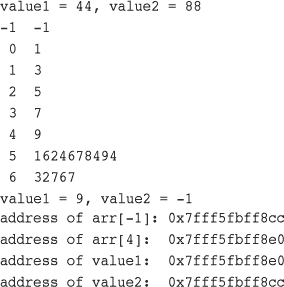 value1 = 44, value2 = 88
-1  -1
0  1
1  3
2  5
3  7
4  9
5  1624678494
6  32767
value1 = 9, value2 = -1
address of arr[-1]: 0x7fff5fbff8cc
address of arr[4]:  0x7fff5fbff8e0
address of value1:  0x7fff5fbff8e0
address of value2:  0x7fff5fbff8cc